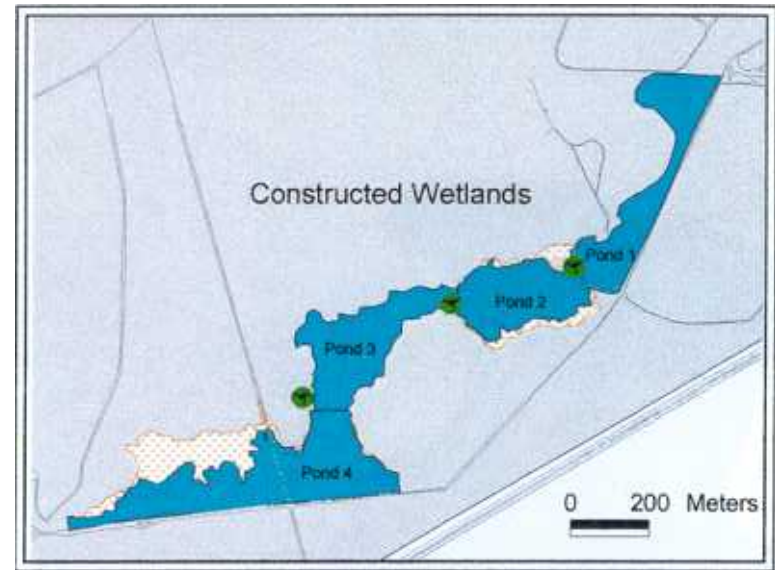 Constructed Wetlands
Pond 1
Pond 2
Pond 3
Pond 4
0 200 Meters